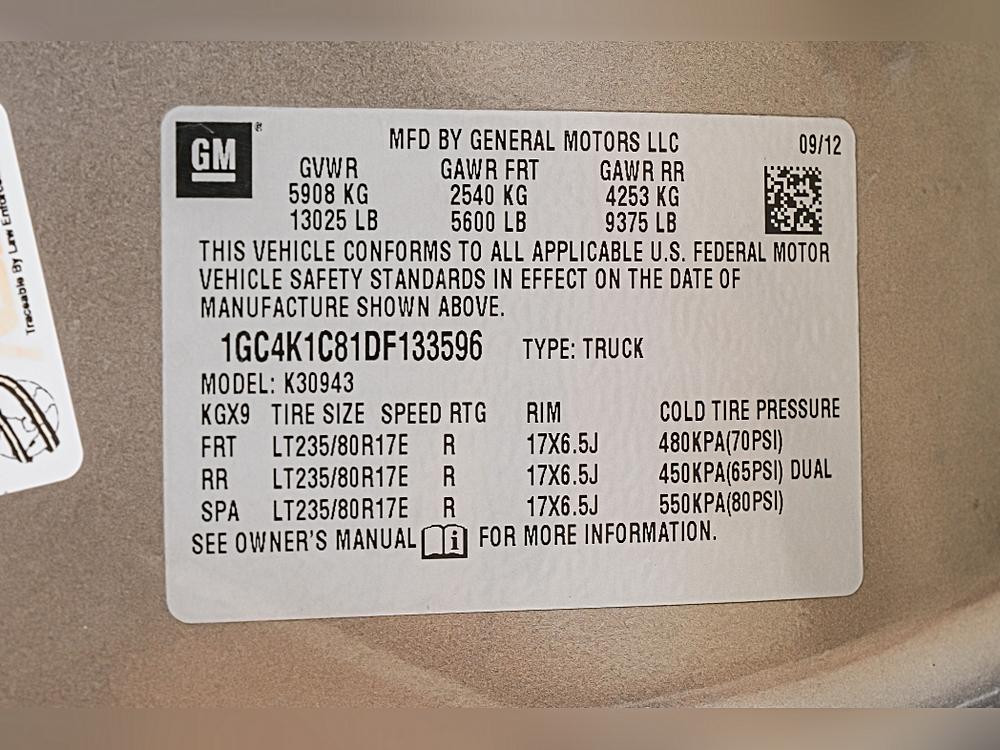 Traceable By Law Enforce
GM ®
MFD BY GENERAL MOTORS LLC 09/12
GVWR GAWR FRT GAWR RR
5908 KG 2540 KG 4253 KG
13025 LB 5600 LB 9375 LB
THIS VEHICLE CONFORMS TO ALL APPLICABLE U.S. FEDERAL MOTOR
VEHICLE SAFETY STANDARDS IN EFFECT ON THE DATE OF
MANUFACTURE SHOWN ABOVE.
1GC4K1C81DF133596 TYPE: TRUCK
MODEL: K30943
KGX9 TIRE SIZE SPEED RTG RIM COLD TIRE PRESSURE
FRT LT235/80R17E R 17X6.5J 480KPA(70PSI)
RR LT235/80R17E R 17X6.5J 450KPA(65PSI) DUAL
SPA LT235/80R17E R 17X6.5J 550KPA(80PSI)
SEE OWNER'S MANUAL i FOR MORE INFORMATION.